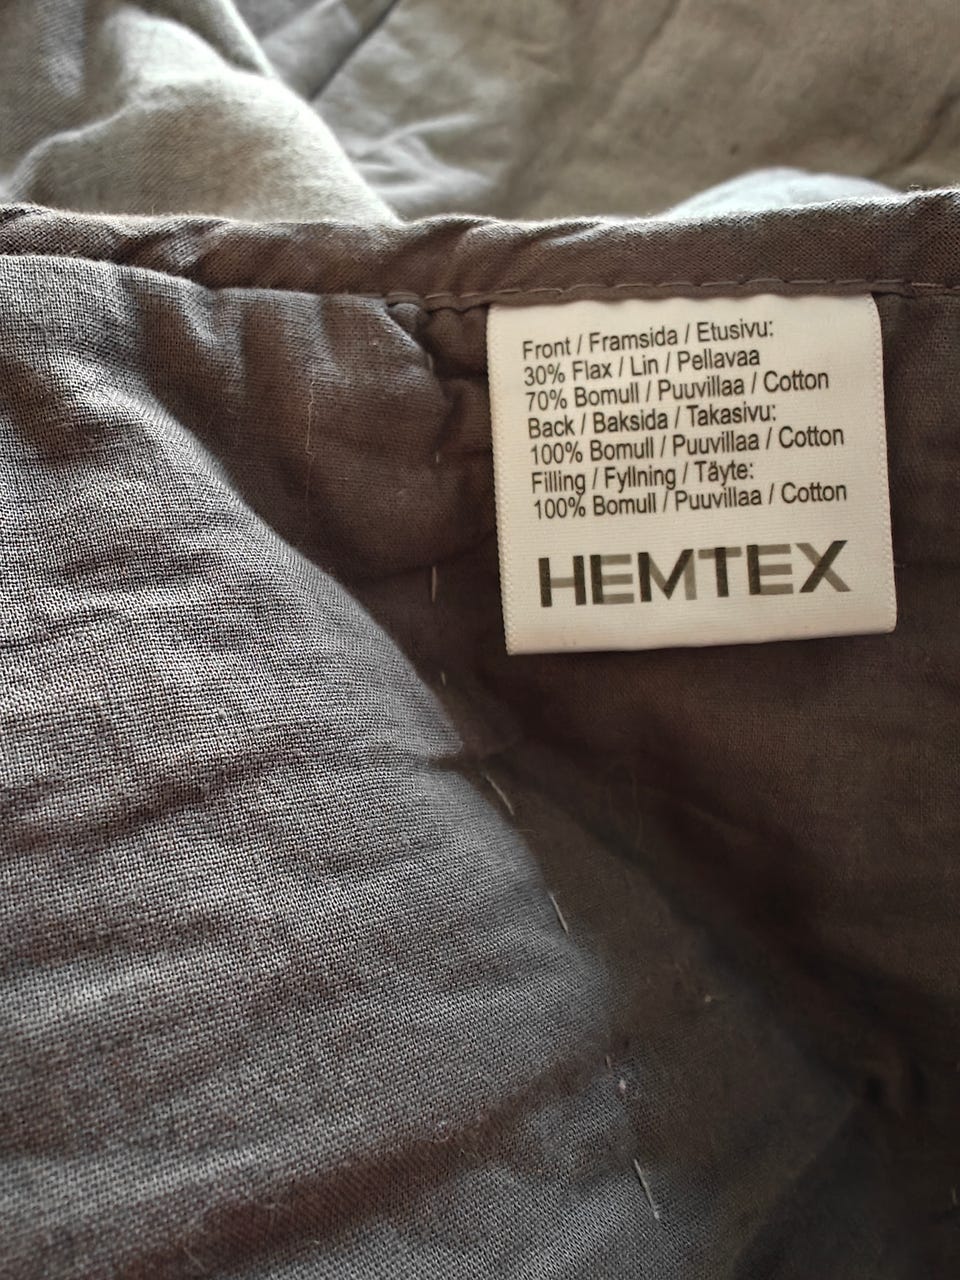 Front / Framsida / Etusivu:
30% Flax / Lin / Pellavaa
70% Bomull / Puuvillaa / Cotton
Back / Baksida / Takasivu:
100% Bomull / Puuvillaa / Cotton
Filling / Fyllning / Täyte:
100% Bomull / Puuvillaa / Cotton
HEMTEX